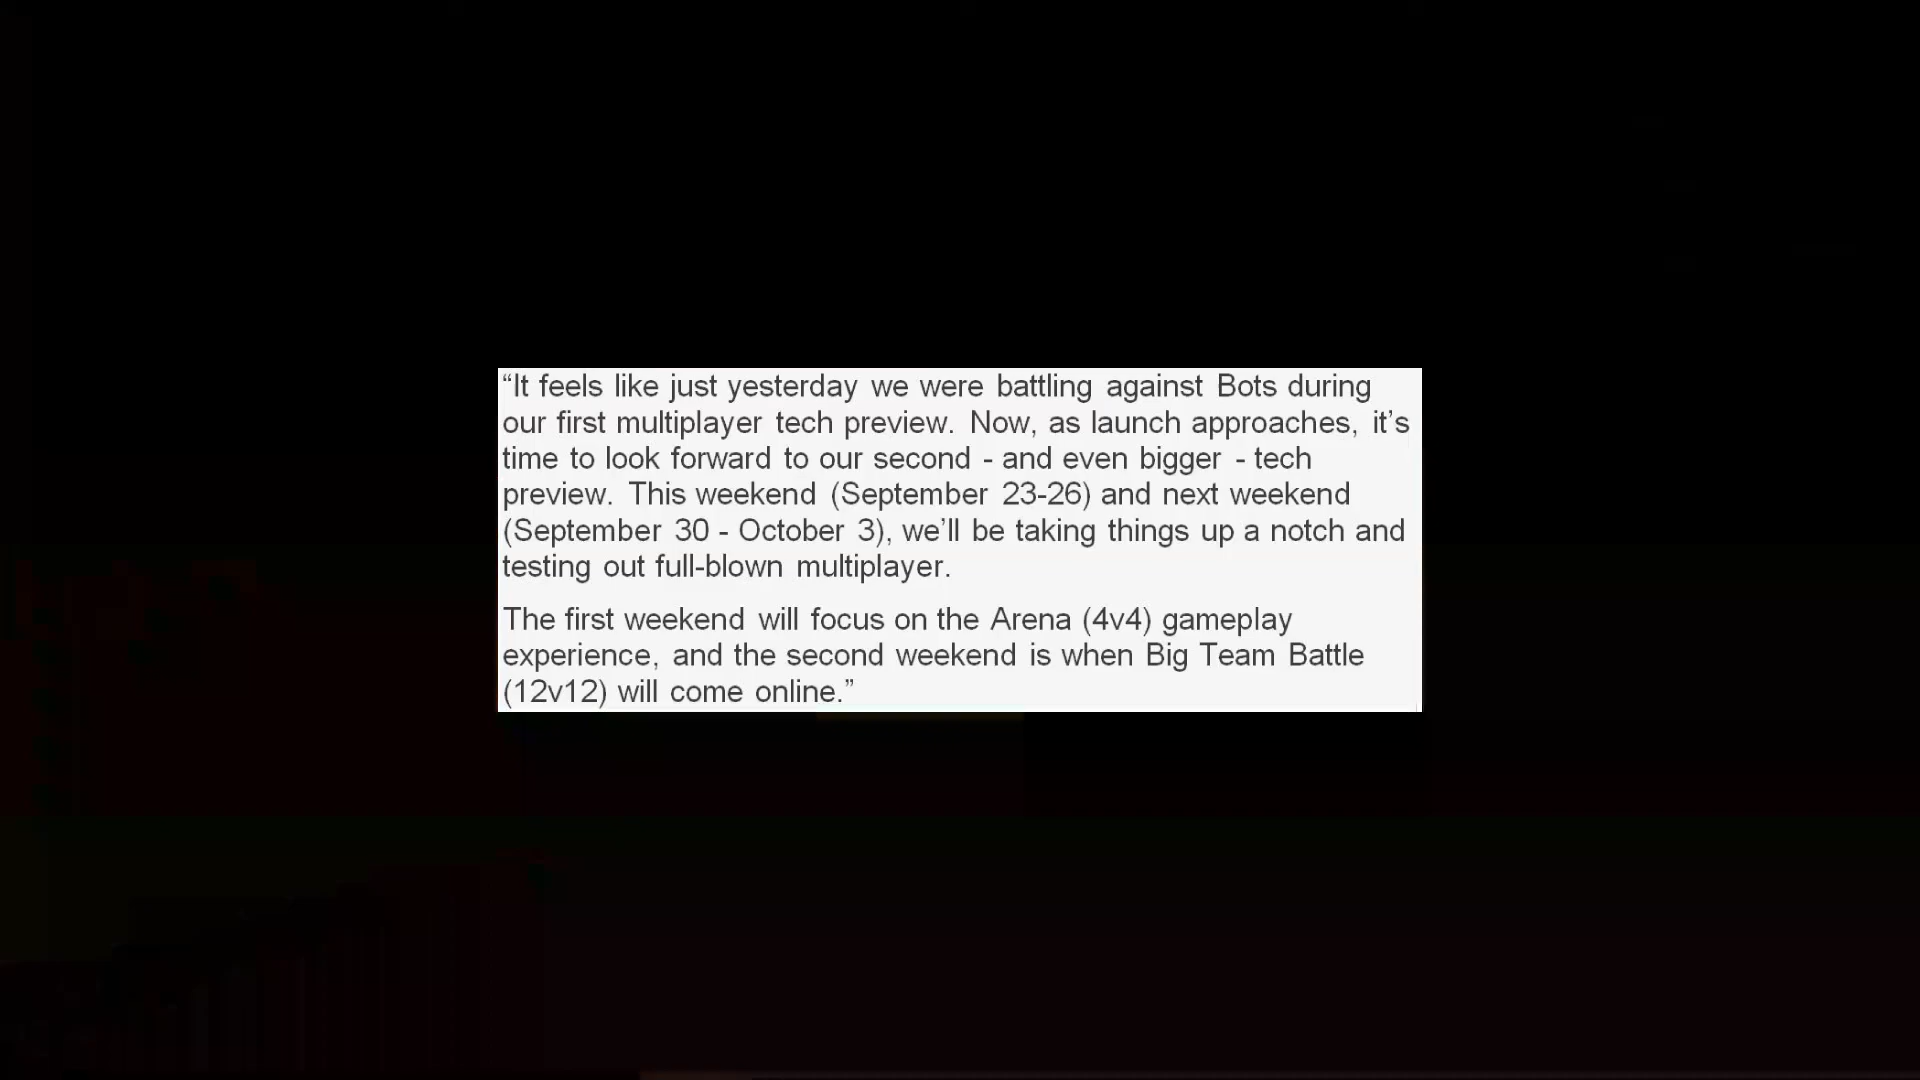 “It feels like just yesterday we were battling against Bots during
our first multiplayer tech preview. Now, as launch approaches, it’s
time to look forward to our second - and even bigger - tech
preview. This weekend (September 23-26) and next weekend
(September 30 - October 3), we’ll be taking things up a notch and
testing out full-blown multiplayer.
The first weekend will focus on the Arena (4v4) gameplay
experience, and the second weekend is when Big Team Battle
(12v12) will come online.”